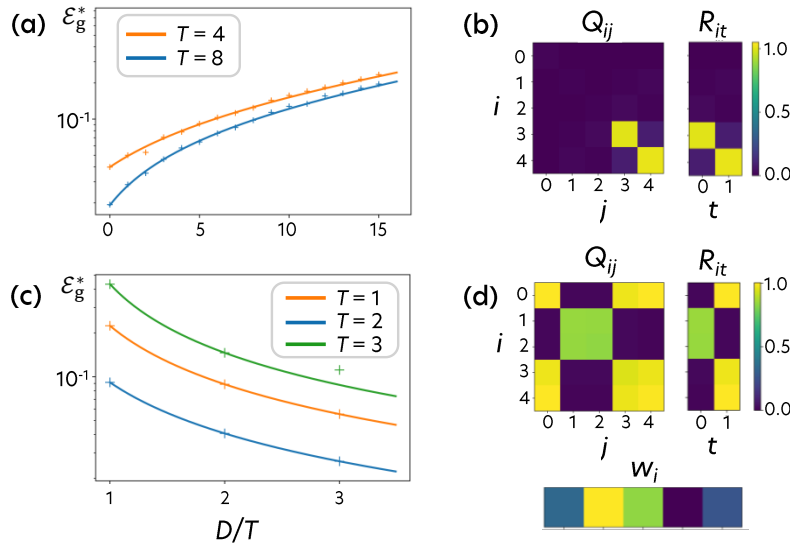 (a)
ℰg*
T = 4
T = 8
10⁻¹
0 5 10 15
(b)
Qij
Rit
i
0
1
2
3
4
0 1 2 3 4
j
0 1
t
1.0
0.5
0.0
(c)
ℰg*
T = 1
T = 2
T = 3
10⁻¹
1 2 3
D/T
(d)
Qij
Rit
i
0
1
2
3
4
0 1 2 3 4
j
0 1
t
1.0
0.5
0.0
wi